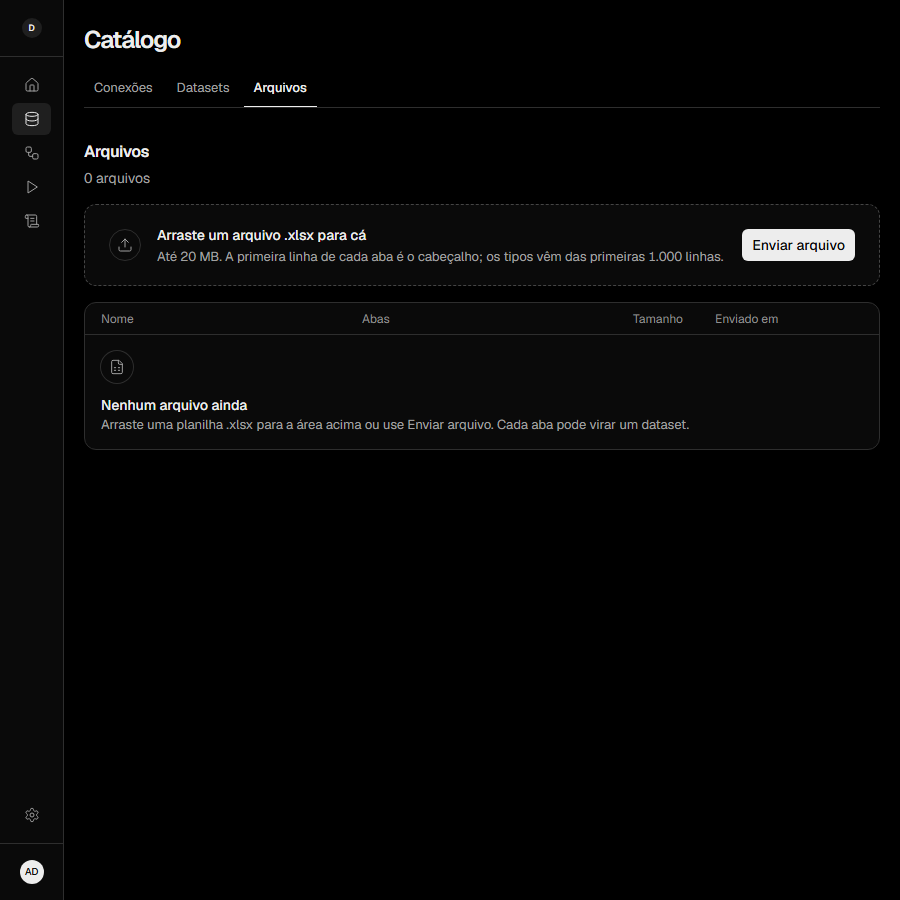 D
Catálogo
Conexões Datasets Arquivos
Arquivos
0 arquivos
Arraste um arquivo .xlsx para cá
Até 20 MB. A primeira linha de cada aba é o cabeçalho; os tipos vêm das primeiras 1.000 linhas.
Enviar arquivo
Nome Abas Tamanho Enviado em
Nenhum arquivo ainda
Arraste uma planilha .xlsx para a área acima ou use Enviar arquivo. Cada aba pode virar um dataset.
AD